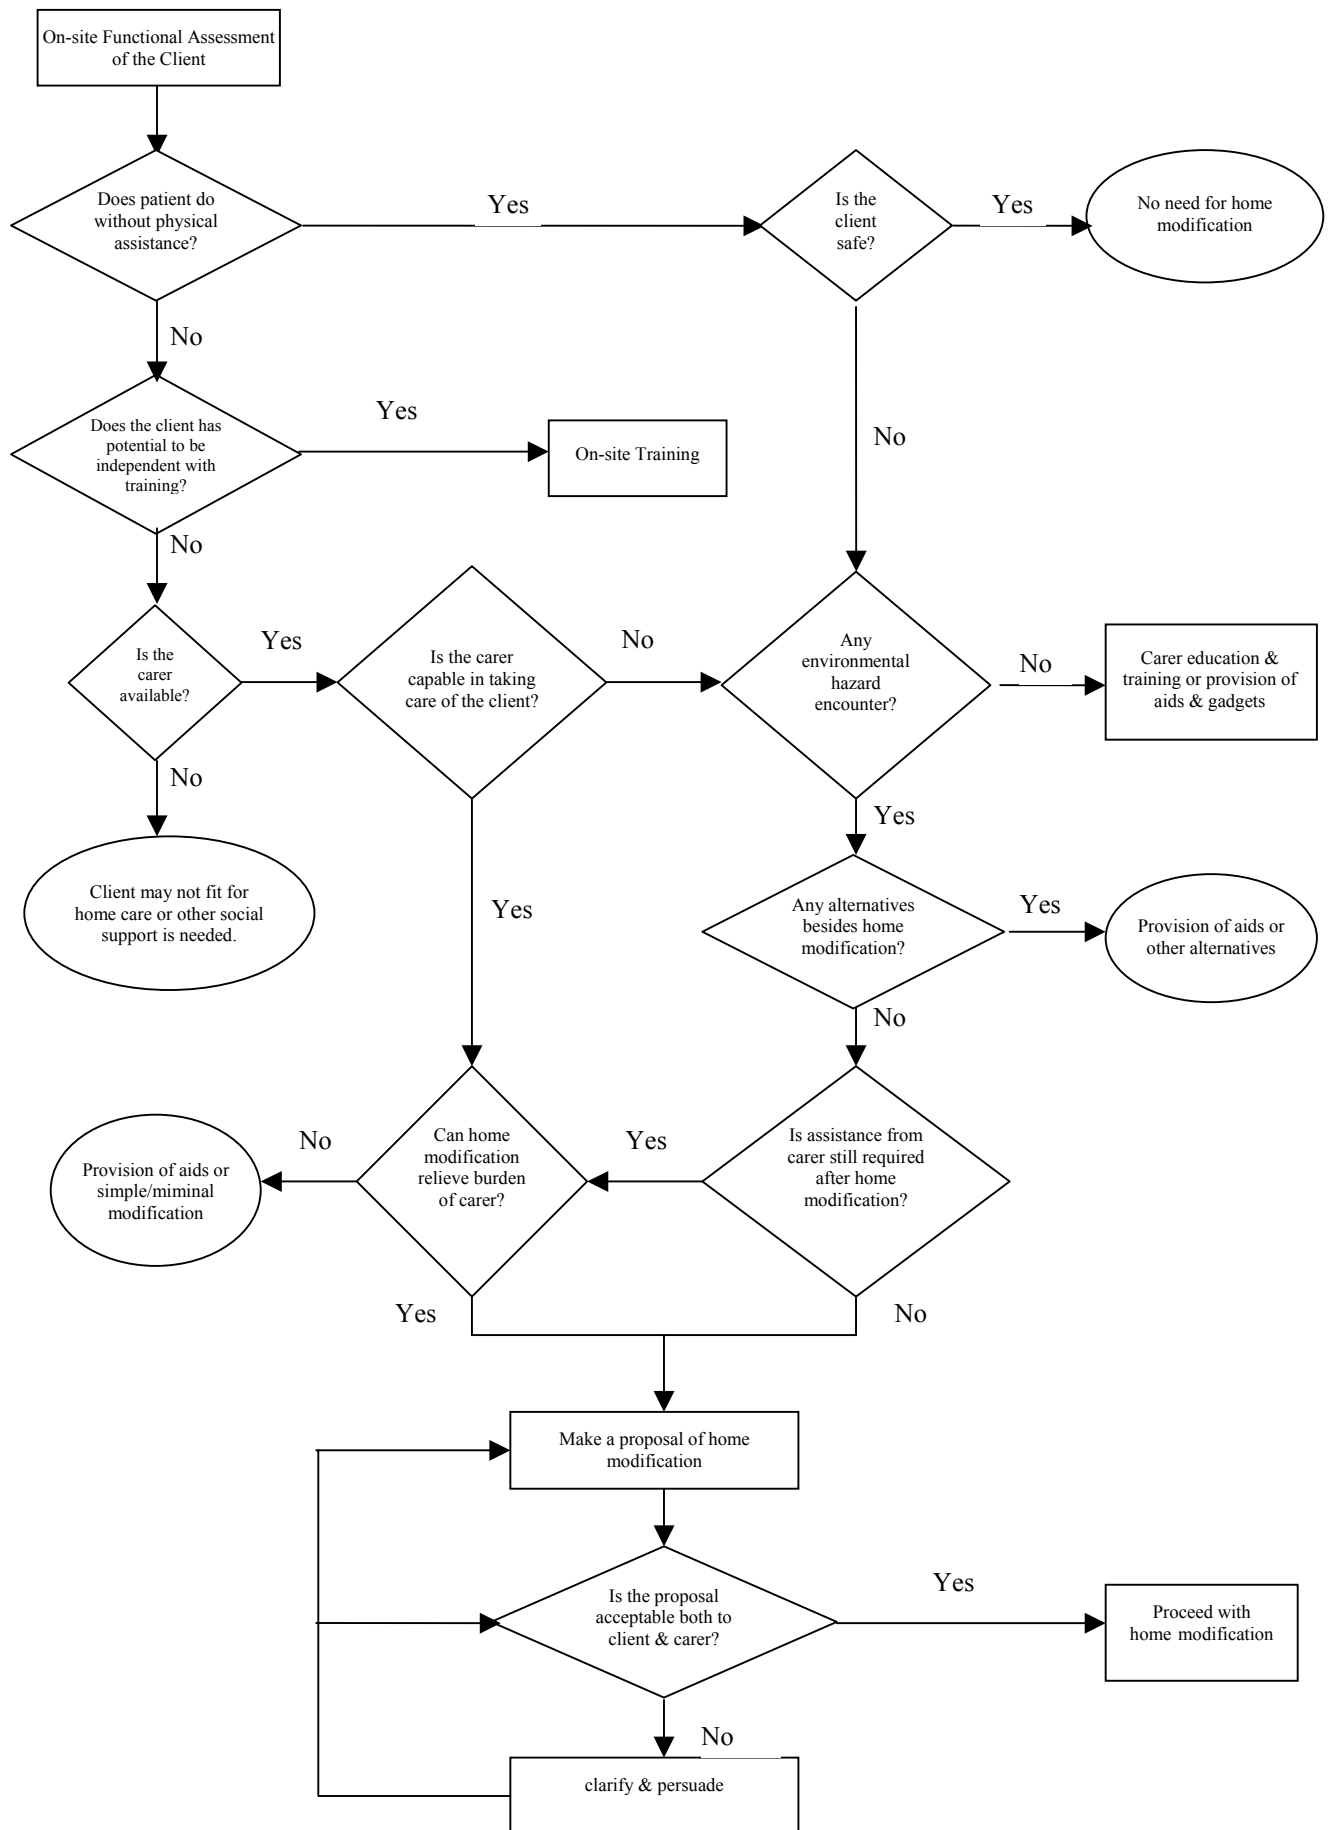 On-site Functional Assessment
of the Client
Does patient do
without physical
assistance?
Yes
Is the
client
safe?
Yes
No need for home
modification
No
No
Does the client has
potential to be
independent with
training?
Yes
On-site Training
No
Is the
carer
available?
Yes
Is the carer
capable in taking
care of the client?
No
Any
environmental
hazard
encounter?
No
Carer education &
training or provision of
aids & gadgets
No
Yes
Client may not fit for
home care or other social
support is needed.
Yes
Any alternatives
besides home
modification?
Yes
Provision of aids or
other alternatives
No
Provision of aids or
simple/miminal
modification
No
Can home
modification
relieve burden
of carer?
Yes
Is assistance from
carer still required
after home
modification?
Yes
No
Make a proposal of home
modification
Is the proposal
acceptable both to
client & carer?
Yes
Proceed with
home modification
No
clarify & persuade